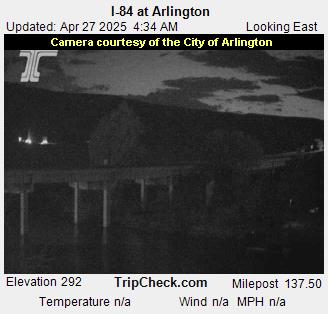 I-84 at Arlington
Updated: Apr 27 2025 4:34 AM Looking East
Camera courtesy of the City of Arlington
Elevation 292 TripCheck.com Milepost 137.50
Temperature n/a Wind n/a MPH n/a